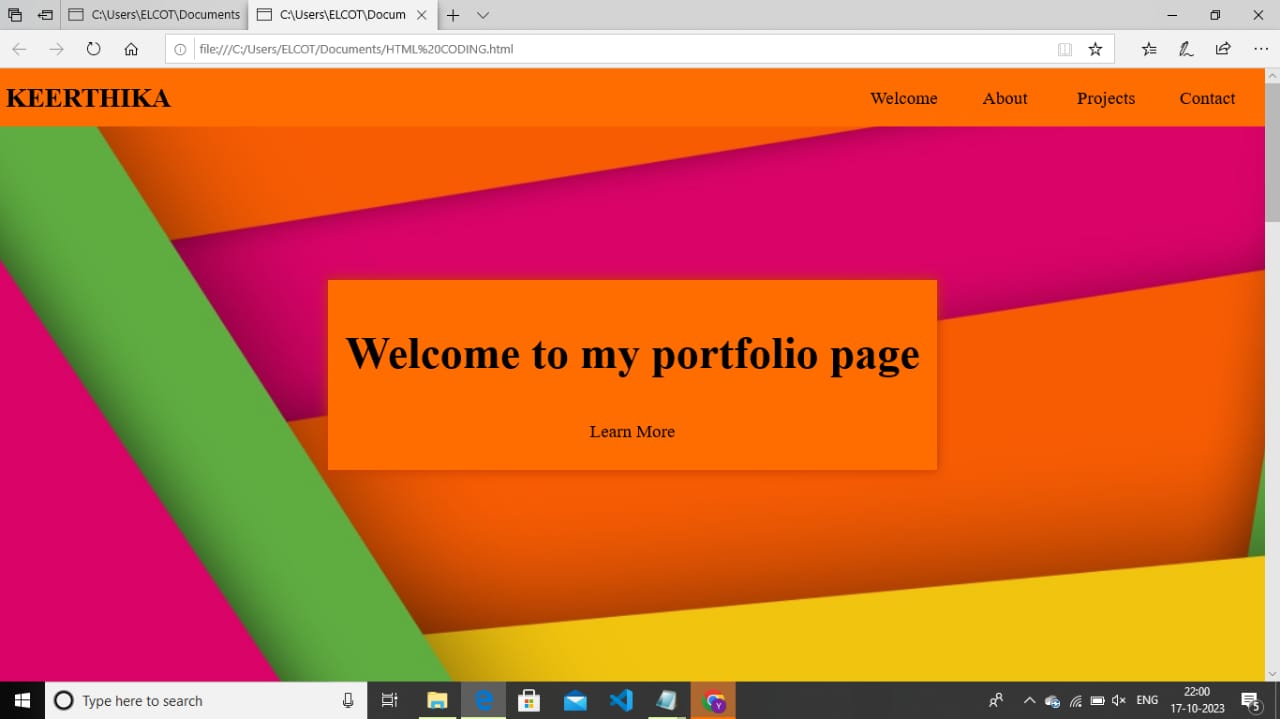 C:\Users\ELCOT\Documents
C:\Users\ELCOT\Docum
file:///C:/Users/ELCOT/Documents/HTML%20CODING.html
KEERTHIKA
Welcome
About
Projects
Contact
Welcome to my portfolio page
Learn More
Type here to search
ENG
22:00
17-10-2023
5
Y